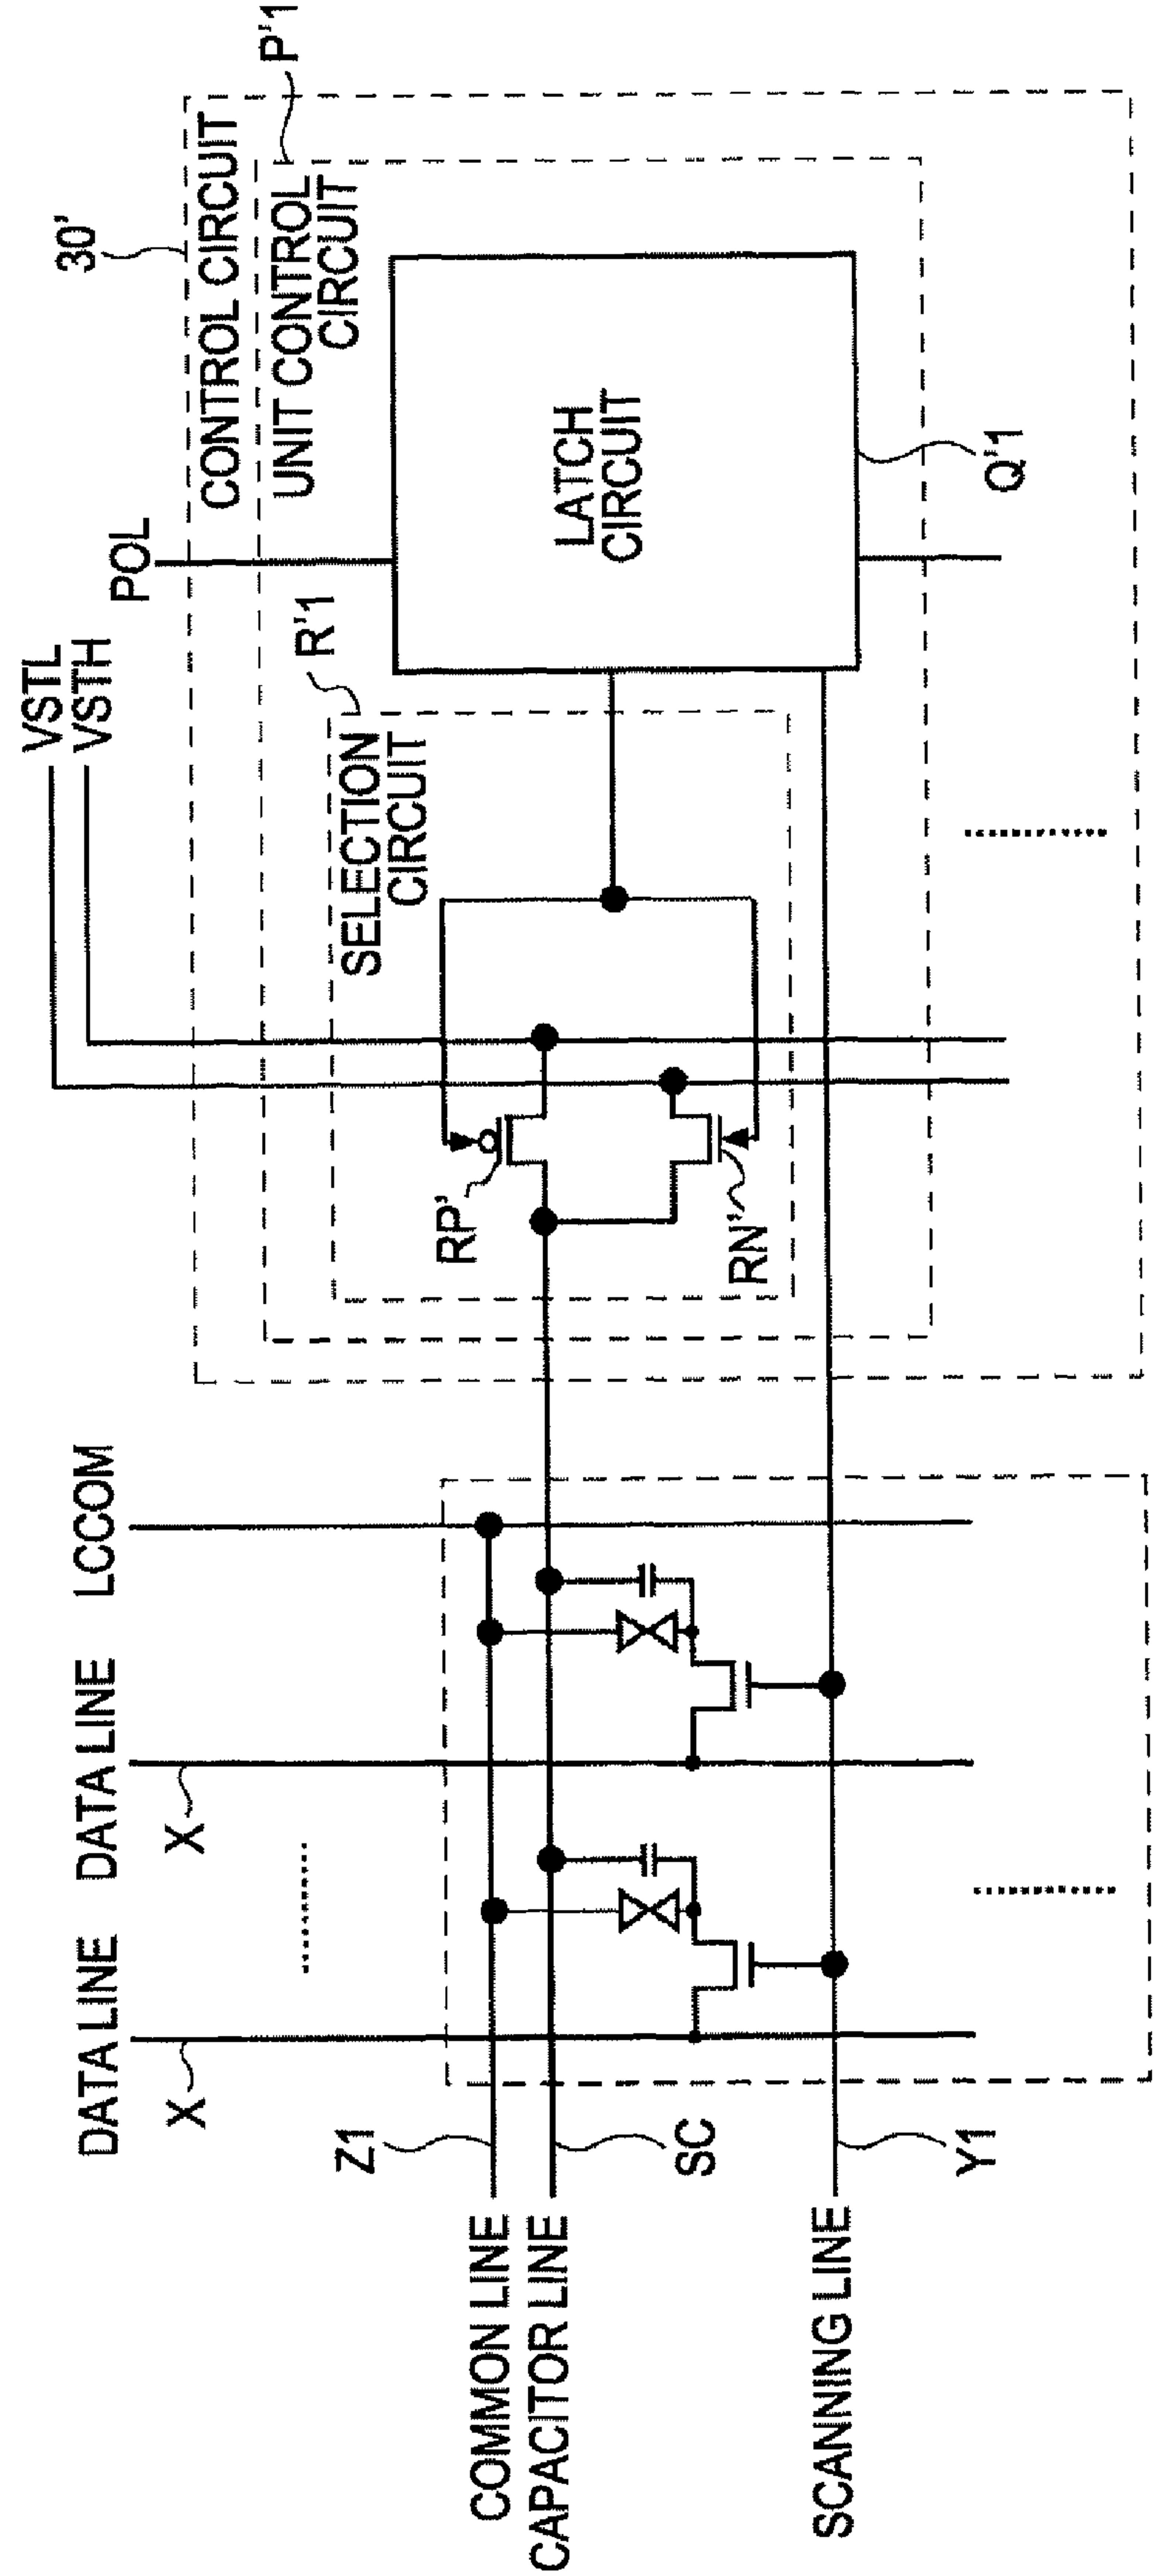 P'1
30'
CONTROL CIRCUIT
UNIT CONTROL
CIRCUIT
POL
LATCH
CIRCUIT
Q'1
VSTL
VSTH
R'1
SELECTION
CIRCUIT
RP'
RN'
LCCOM
DATA LINE
X
DATA LINE
X
Z1
SC
Y1
COMMON LINE
CAPACITOR LINE
SCANNING LINE